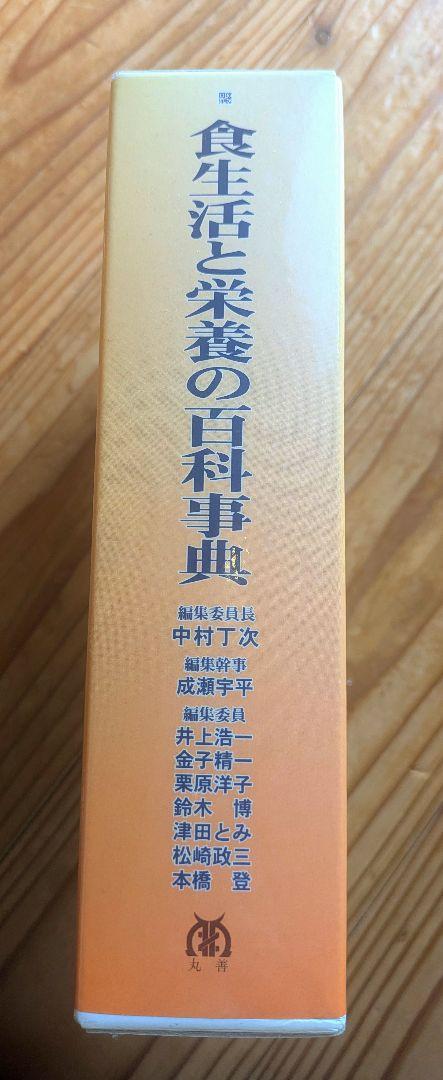 食生活と栄養の百科事典
編集委員長
中村丁次
編集幹事
成瀬宇平
編集委員
井上浩一
金子精一
栗原洋子
鈴木 博
津田とみ
松崎政三
本橋 登
丸善